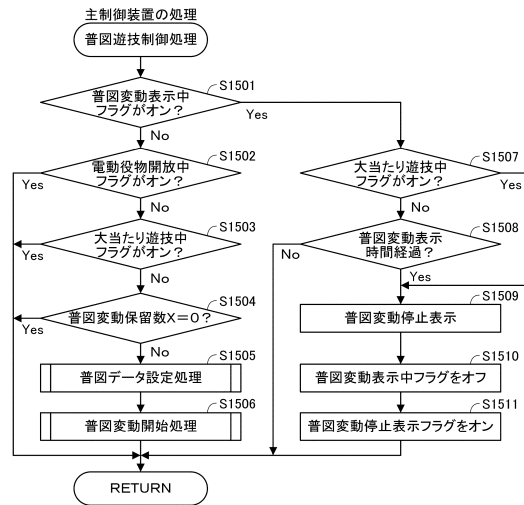 主制御装置の処理
普図遊技制御処理
S1501
普図変動表示中
フラグがオン?
Yes
No
S1502
電動役物開放中
フラグがオン?
Yes
No
S1503
大当たり遊技中
フラグがオン?
Yes
No
S1504
普図変動保留数X=0?
Yes
No
S1505
普図データ設定処理
S1506
普図変動開始処理
S1507
大当たり遊技中
フラグがオン?
Yes
No
S1508
普図変動表示
時間経過?
No
Yes
S1509
普図変動停止表示
S1510
普図変動表示中フラグをオフ
S1511
普図変動停止表示フラグをオン
RETURN